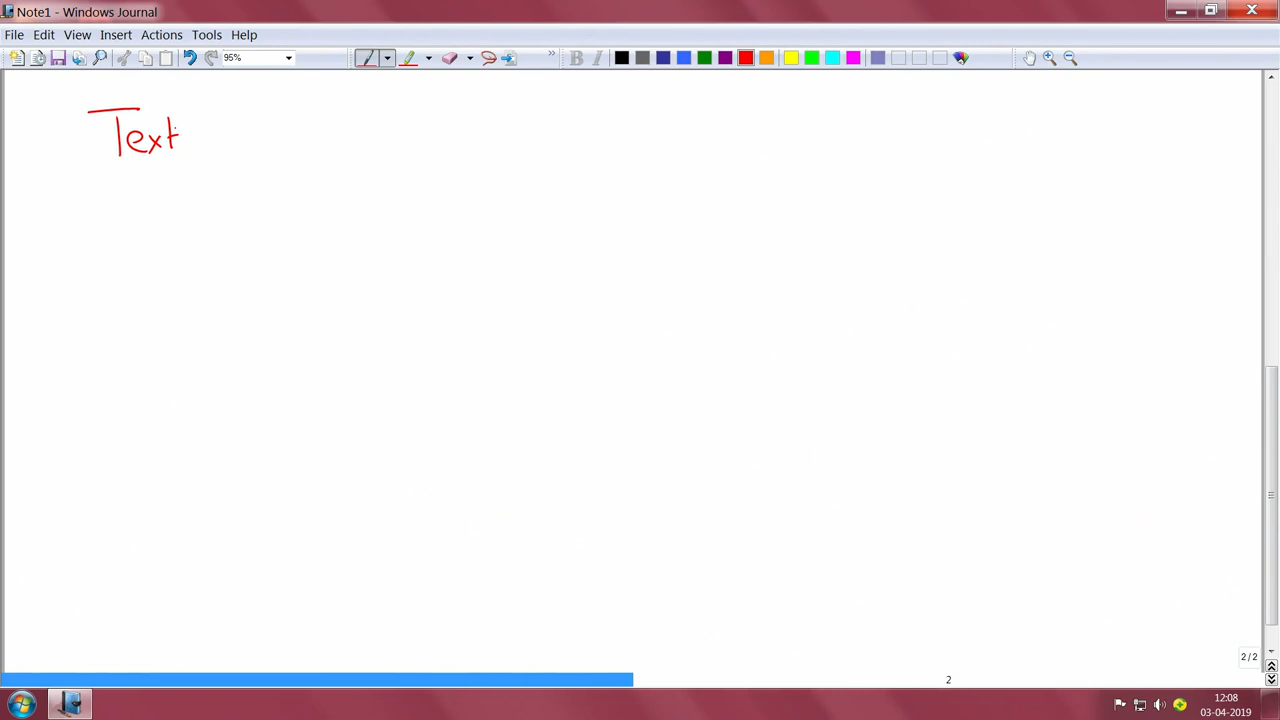 Note1 - Windows Journal
File Edit View Insert Actions Tools Help
95% » B I
Text
2 / 2
2
12:08
03-04-2019